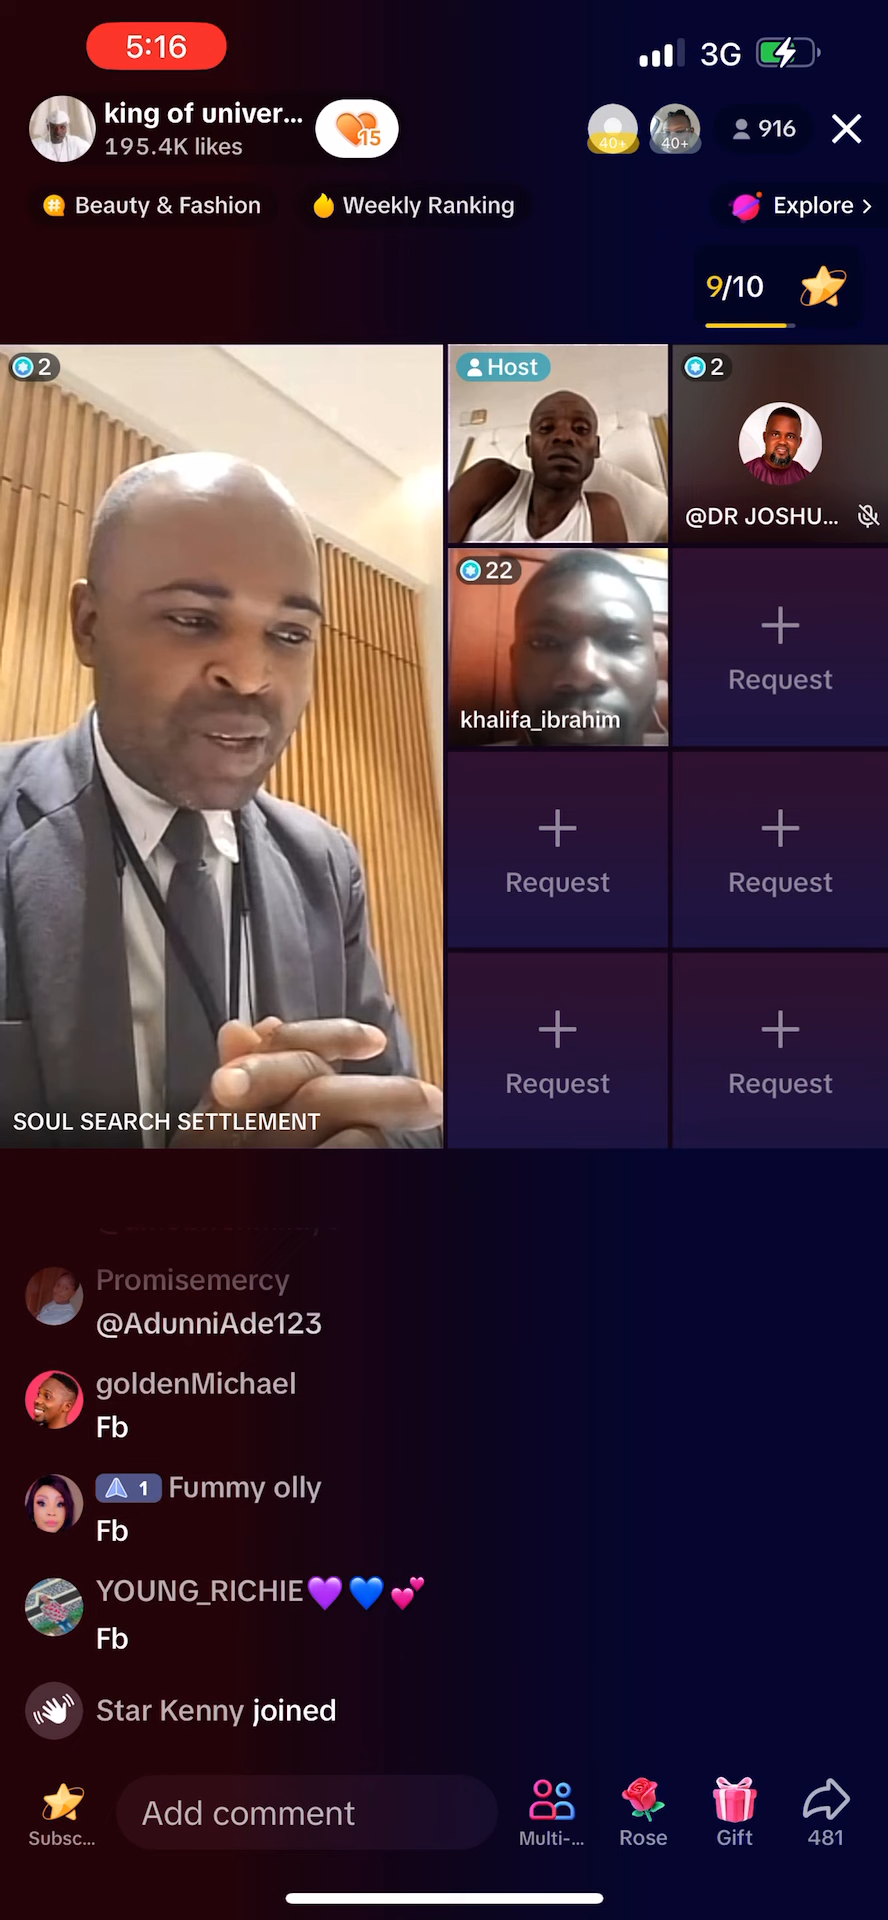 5:16
3G
king of univer...
195.4K likes
15
40+
40+
916
Beauty & Fashion
Weekly Ranking
Explore >
9/10
2
Host
2
@DR JOSHU...
22
khalifa_ibrahim
Request
Request
Request
Request
Request
SOUL SEARCH SETTLEMENT
Promisemercy
@AdunniAde123
goldenMichael
Fb
1 Fummy olly
Fb
YOUNG_RICHIE💜💙💕
Fb
Star Kenny joined
Add comment
Subsc...
Multi-...
Rose
Gift
481